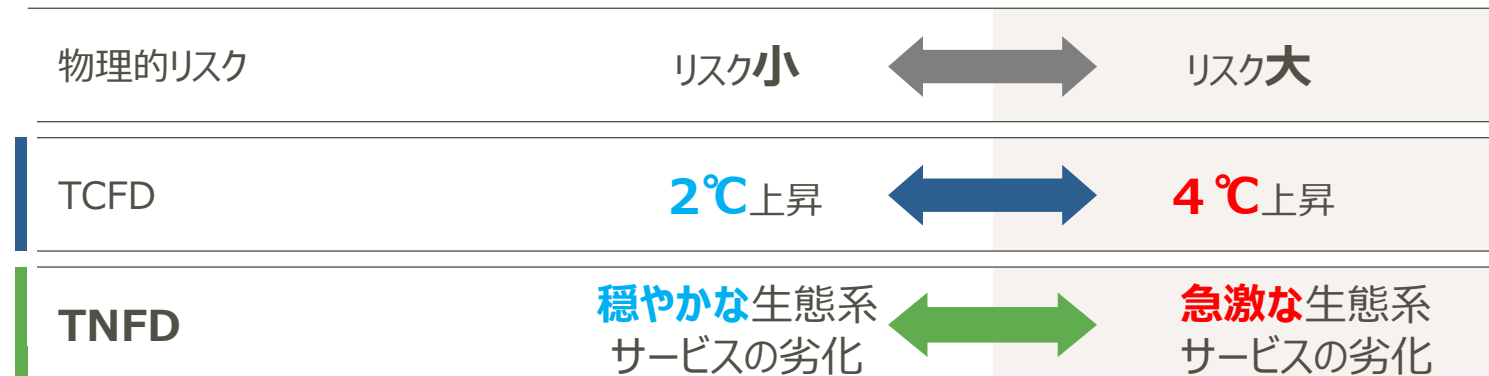 物理的リスク リスク小 リスク大
TCFD 2℃上昇 4℃上昇
TNFD 穏やかな生態系 急激な生態系
サービスの劣化 サービスの劣化